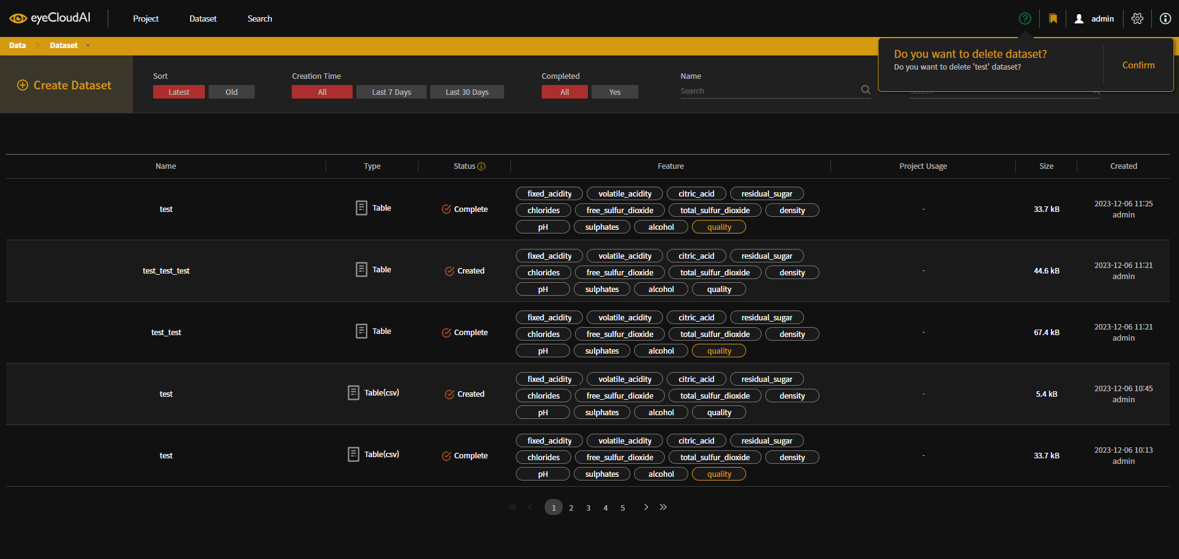 eyeCloudAI
Project Dataset Search
admin
Data Dataset
Do you want to delete dataset?
Do you want to delete 'test' dataset?
Confirm
Create Dataset
Sort
Latest Old
Creation Time
All Last 7 Days Last 30 Days
Completed
All Yes
Name
Search
Name Type Status Feature Project Usage Size Created
test Table Complete
fixed_acidity volatile_acidity citric_acid residual_sugar
chlorides free_sulfur_dioxide total_sulfur_dioxide density
pH sulphates alcohol quality
- 33.7 kB
2023-12-06 11:25
admin
test_test_test Table Created
fixed_acidity volatile_acidity citric_acid residual_sugar
chlorides free_sulfur_dioxide total_sulfur_dioxide density
pH sulphates alcohol quality
- 44.6 kB
2023-12-06 11:21
admin
test_test Table Complete
fixed_acidity volatile_acidity citric_acid residual_sugar
chlorides free_sulfur_dioxide total_sulfur_dioxide density
pH sulphates alcohol quality
- 67.4 kB
2023-12-06 11:21
admin
test Table(csv) Created
fixed_acidity volatile_acidity citric_acid residual_sugar
chlorides free_sulfur_dioxide total_sulfur_dioxide density
pH sulphates alcohol quality
- 5.4 kB
2023-12-06 10:45
admin
test Table(csv) Complete
fixed_acidity volatile_acidity citric_acid residual_sugar
chlorides free_sulfur_dioxide total_sulfur_dioxide density
pH sulphates alcohol quality
- 33.7 kB
2023-12-06 10:13
admin
« ‹ 1 2 3 4 5 › »